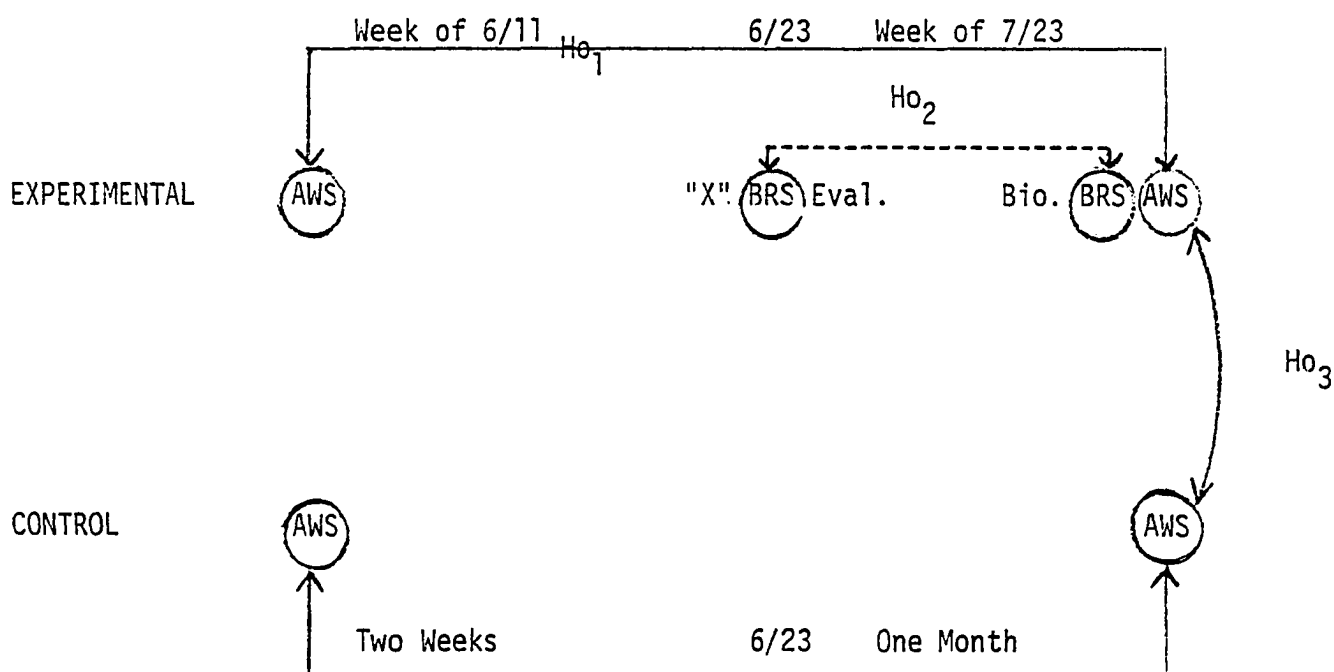 Week of 6/11 6/23 Week of 7/23
Ho1
Ho2
EXPERIMENTAL AWS "X". BRS Eval. Bio. BRS AWS
Ho3
CONTROL AWS AWS
Two Weeks 6/23 One Month